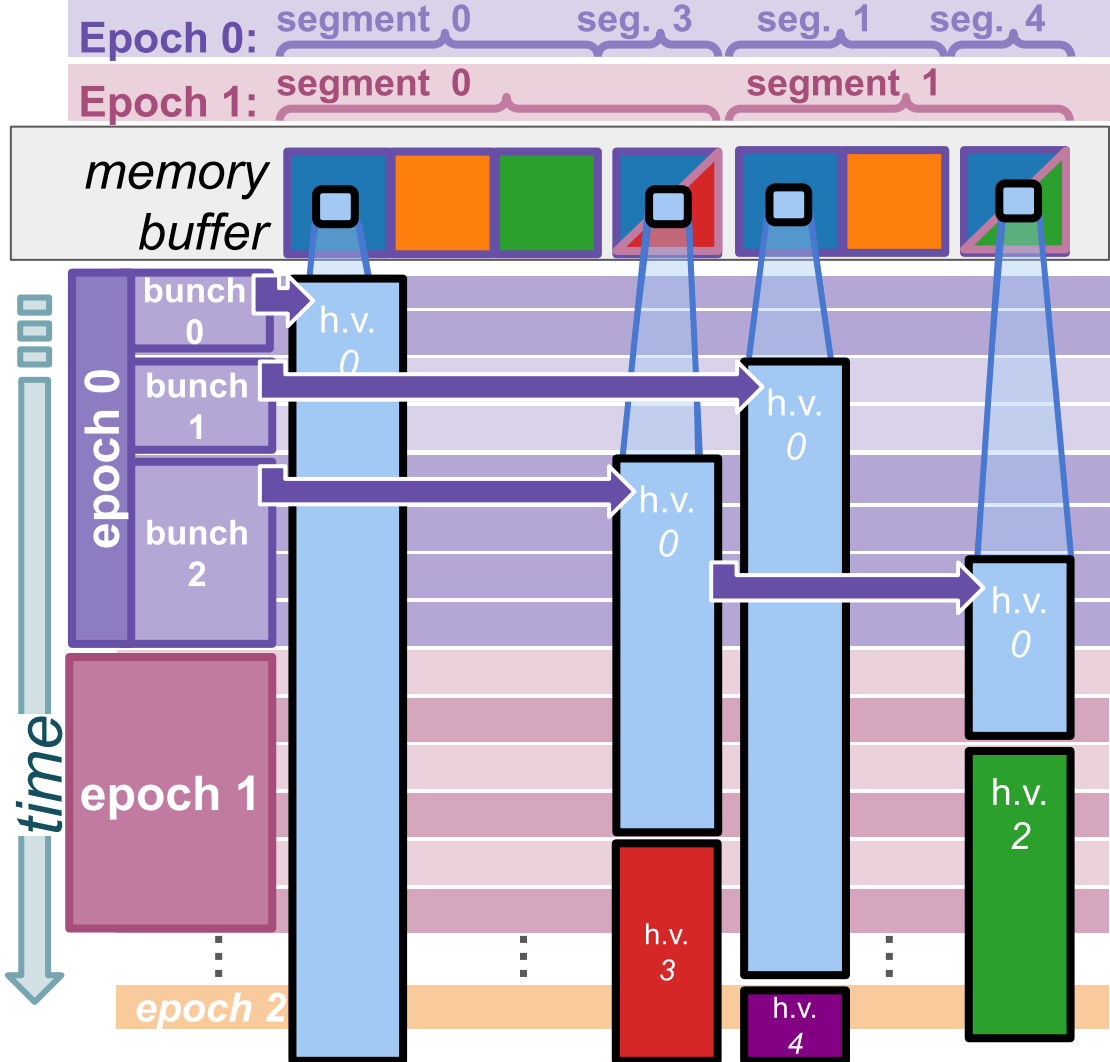 Epoch 0: segment 0 seg. 3 seg. 1 seg. 4
Epoch 1: segment 0 segment 1
memory
buffer
epoch 0
bunch
0
h.v.
0
bunch
1
h.v.
0
bunch
2
h.v.
0
h.v.
0
time
epoch 1
h.v.
2
h.v.
3
epoch 2
h.v.
4